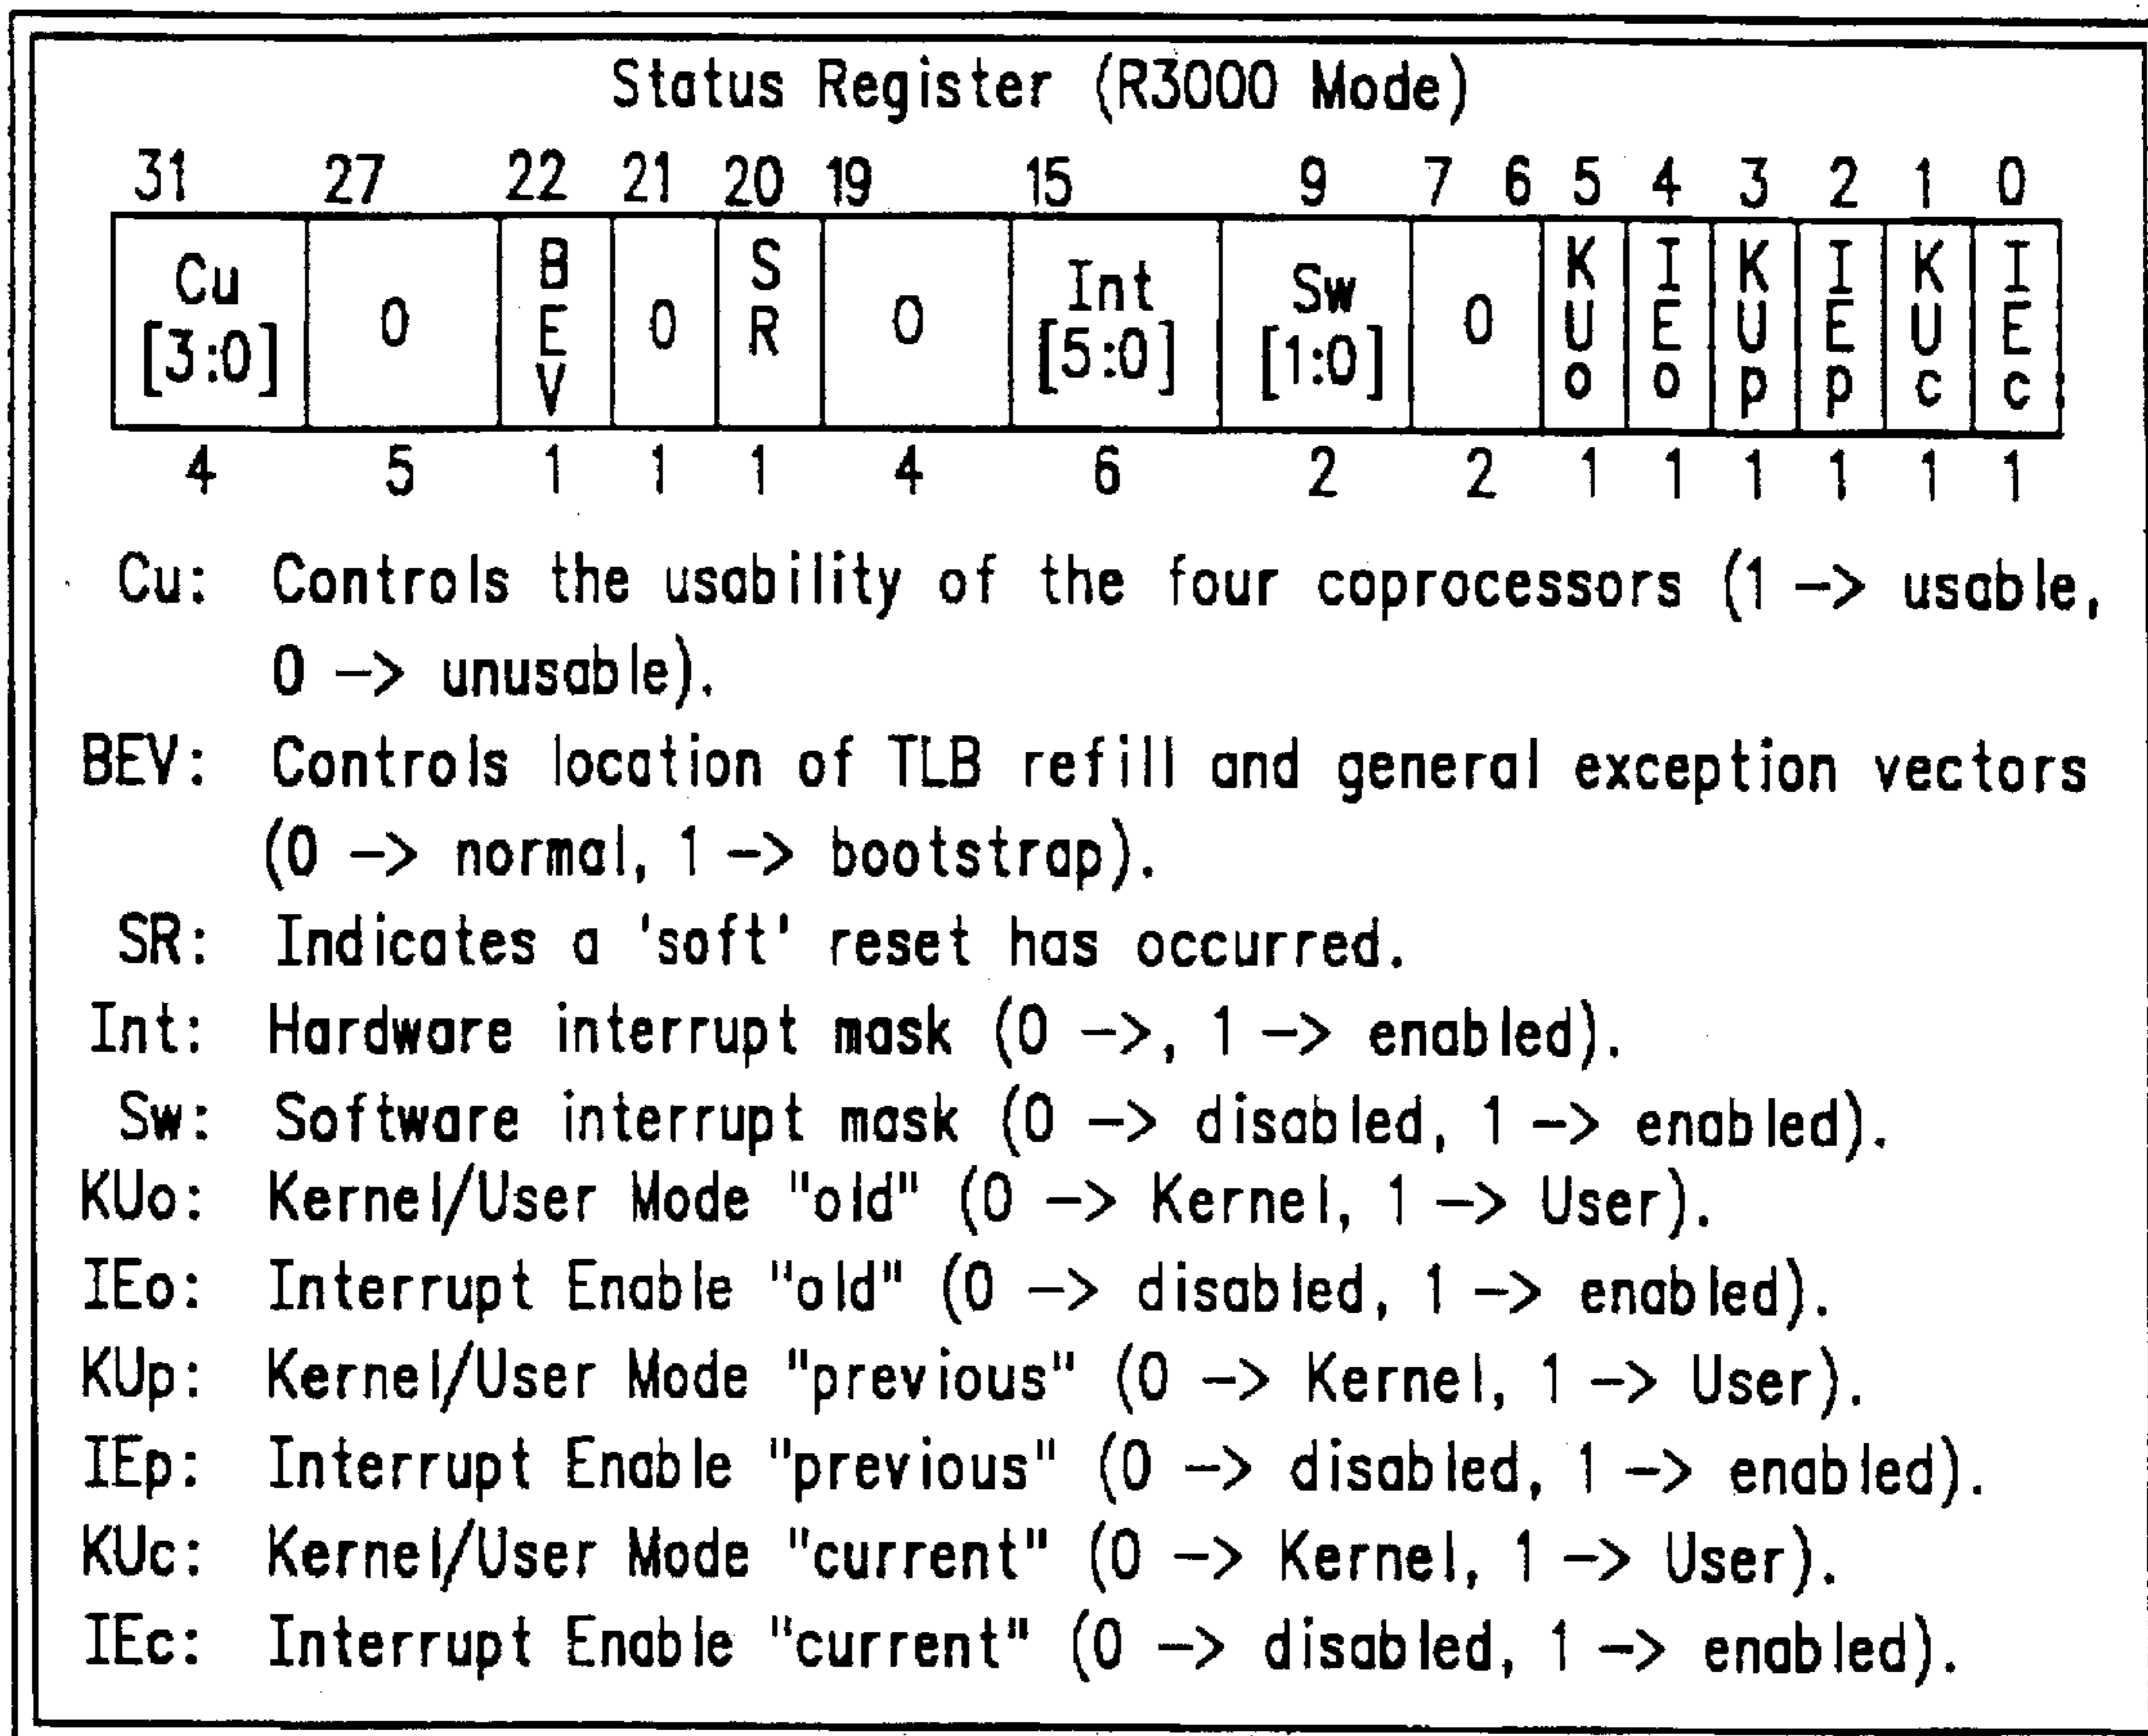 Status Register (R3000 Mode)
31 27 22 21 20 19 15 9 7 6 5 4 3 2 1 0
Cu [3:0] 0 BEV 0 SR 0 Int [5:0] Sw [1:0] 0 KUo IEo KUp IEp KUc IEc
4 5 1 1 1 4 6 2 2 1 1 1 1 1 1
Cu: Controls the usability of the four coprocessors (1 -> usable,
0 -> unusable).
BEV: Controls location of TLB refill and general exception vectors
(0 -> normal, 1 -> bootstrap).
SR: Indicates a 'soft' reset has occurred.
Int: Hardware interrupt mask (0 ->, 1 -> enabled).
Sw: Software interrupt mask (0 -> disabled, 1 -> enabled).
KUo: Kernel/User Mode "old" (0 -> Kernel, 1 -> User).
IEo: Interrupt Enable "old" (0 -> disabled, 1 -> enabled).
KUp: Kernel/User Mode "previous" (0 -> Kernel, 1 -> User).
IEp: Interrupt Enable "previous" (0 -> disabled, 1 -> enabled).
KUc: Kernel/User Mode "current" (0 -> Kernel, 1 -> User).
IEc: Interrupt Enable "current" (0 -> disabled, 1 -> enabled).